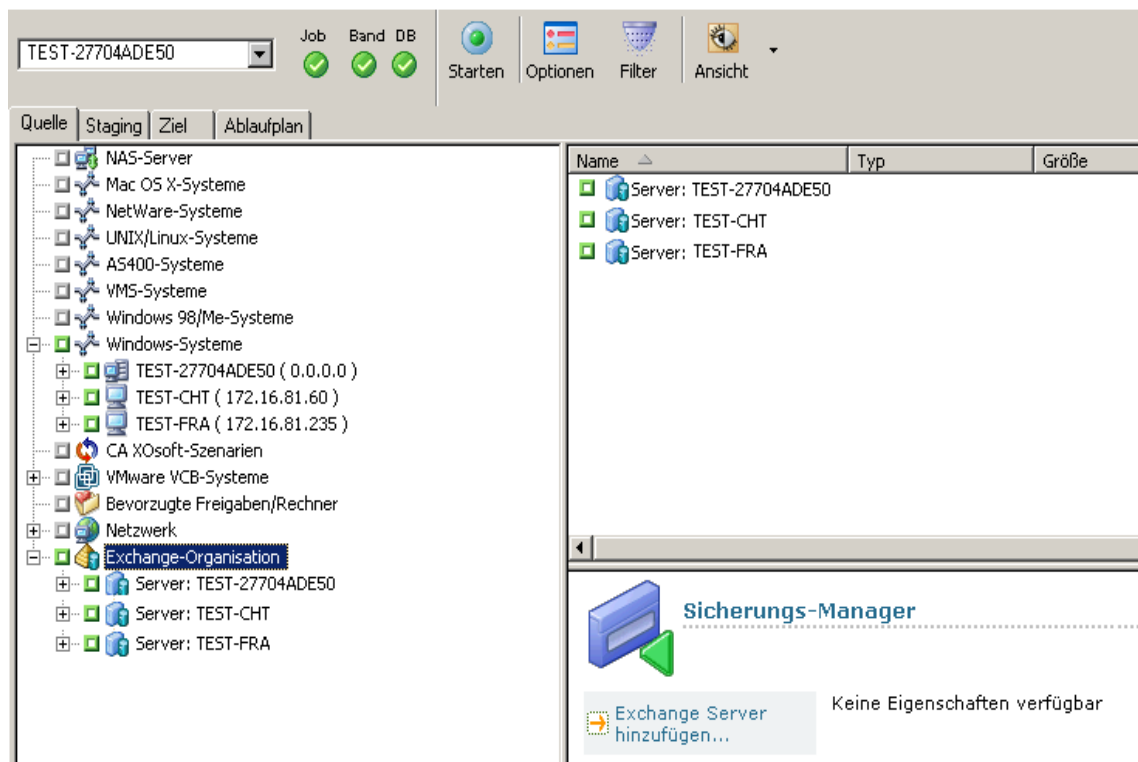 TEST-27704ADE50
Job Band DB
Starten Optionen Filter Ansicht
Quelle Staging Ziel Ablaufplan
NAS-Server
Mac OS X-Systeme
NetWare-Systeme
UNIX/Linux-Systeme
AS400-Systeme
VMS-Systeme
Windows 98/Me-Systeme
Windows-Systeme
TEST-27704ADE50 ( 0.0.0.0 )
TEST-CHT ( 172.16.81.60 )
TEST-FRA ( 172.16.81.235 )
CA XOsoft-Szenarien
VMware VCB-Systeme
Bevorzugte Freigaben/Rechner
Netzwerk
Exchange-Organisation
Server: TEST-27704ADE50
Server: TEST-CHT
Server: TEST-FRA
Name Typ Größe
Server: TEST-27704ADE50
Server: TEST-CHT
Server: TEST-FRA
Sicherungs-Manager
Exchange Server
hinzufügen...
Keine Eigenschaften verfügbar